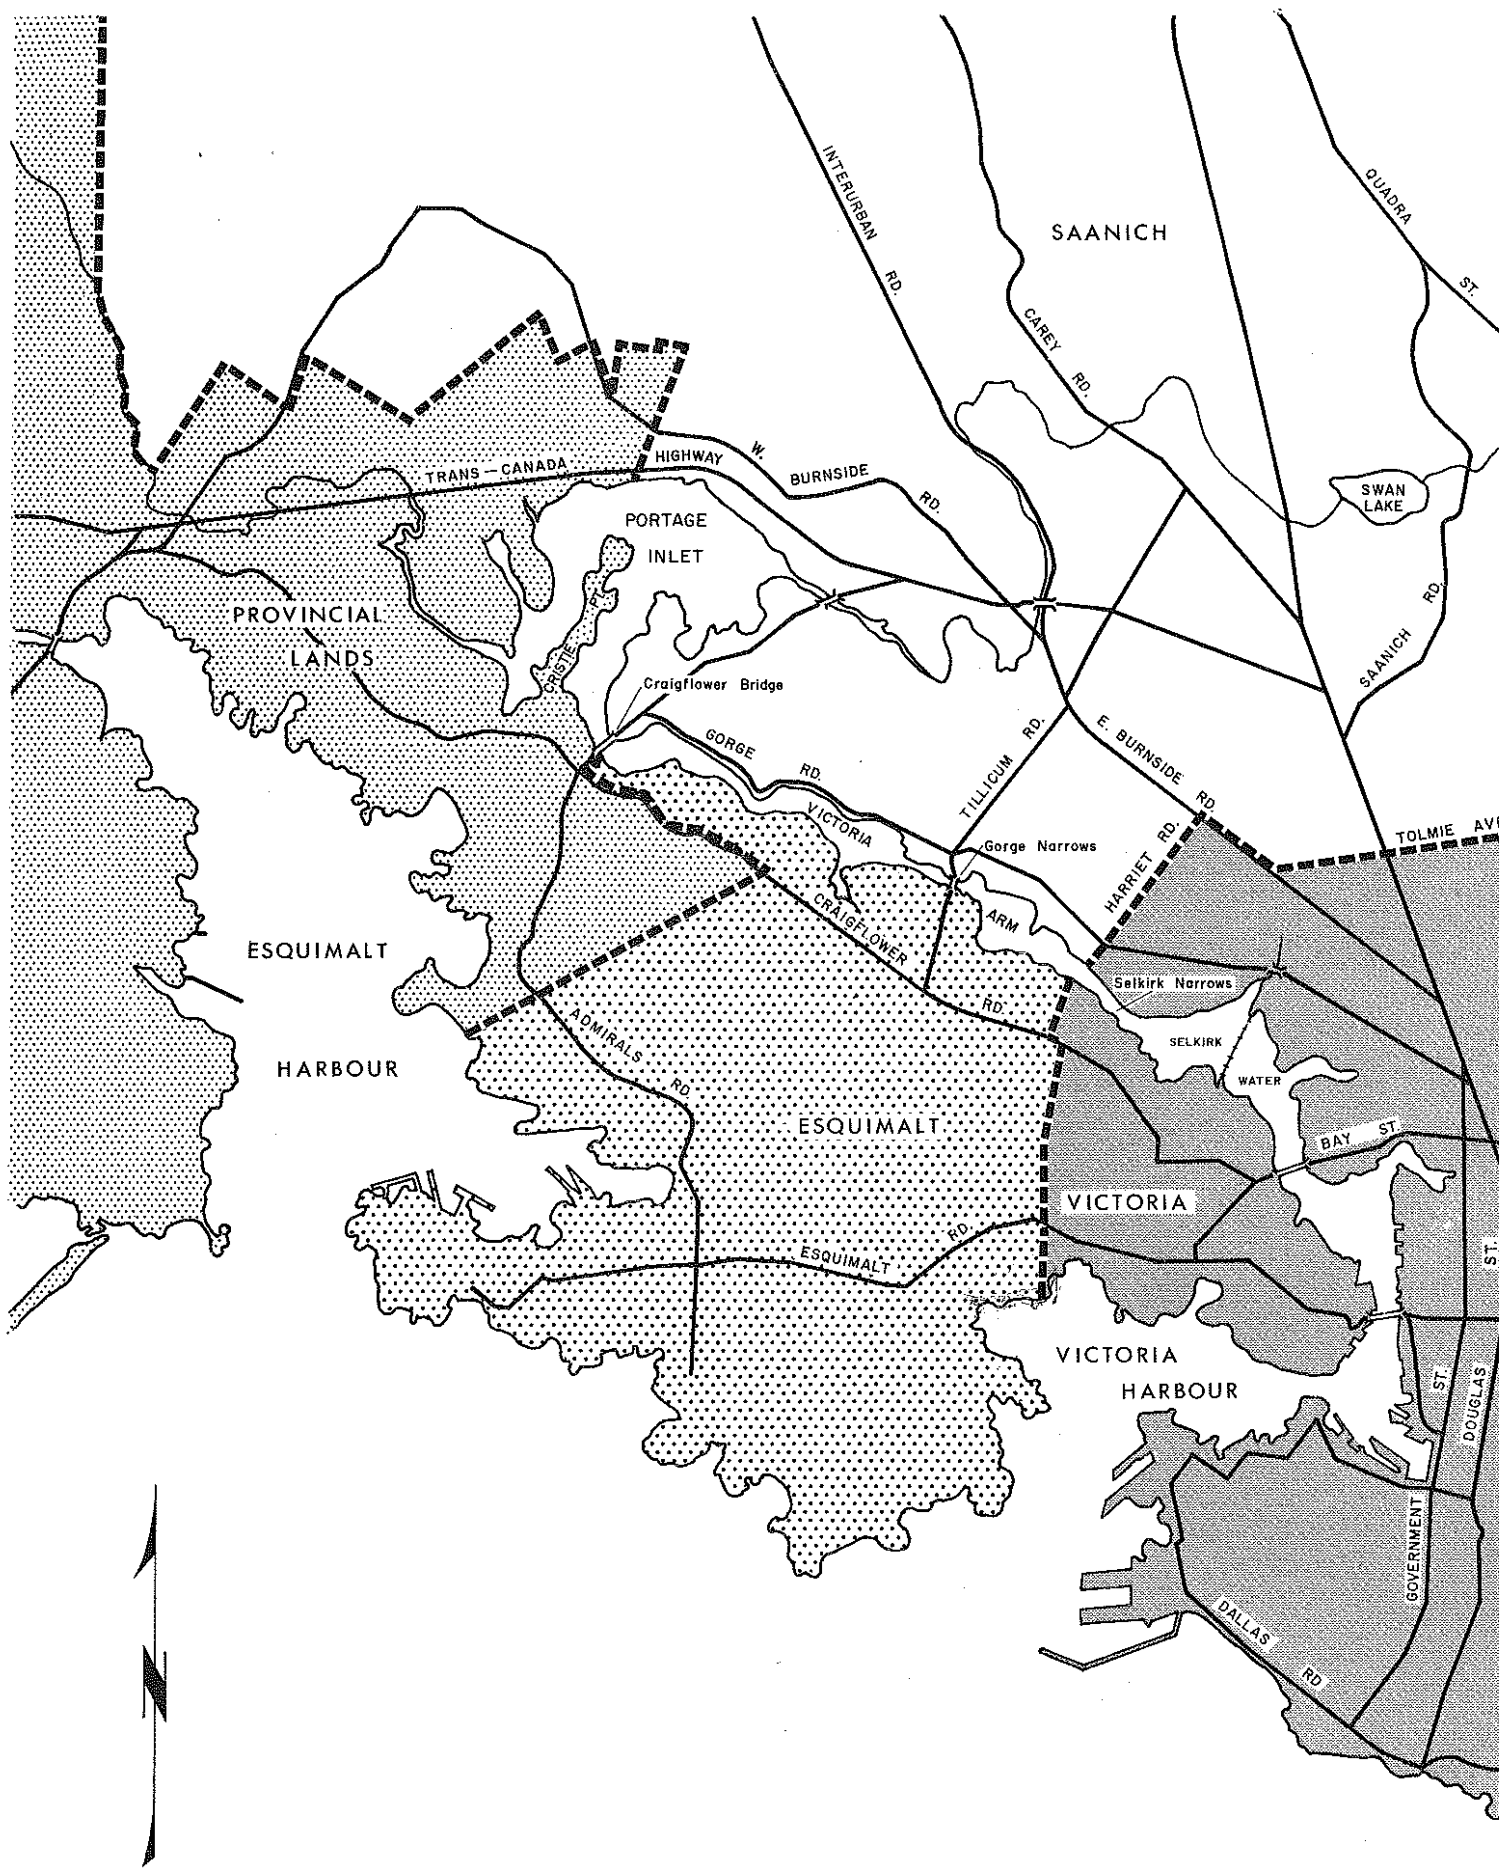 INTERURBAN
RD.
SAANICH
QUADRA
ST.
CAREY
RD.
TRANS — CANADA
HIGHWAY
W.
BURNSIDE
RD.
SWAN
LAKE
PORTAGE
INLET
PROVINCIAL
LANDS
CRISTIE PT.
SAANICH
RD.
Craigflower Bridge
GORGE
RD.
TILLICUM
RD.
E. BURNSIDE
RD.
VICTORIA
ARM
Gorge Narrows
HARRIET RD.
TOLMIE AVE
CRAIGFLOWER
RD.
ESQUIMALT
HARBOUR
Selkirk Narrows
SELKIRK
WATER
ADMIRALS
RD.
ESQUIMALT
BAY ST.
VICTORIA
ESQUIMALT
RD.
ST.
VICTORIA
HARBOUR
ST.
DOUGLAS
GOVERNMENT
DALLAS
RD
N